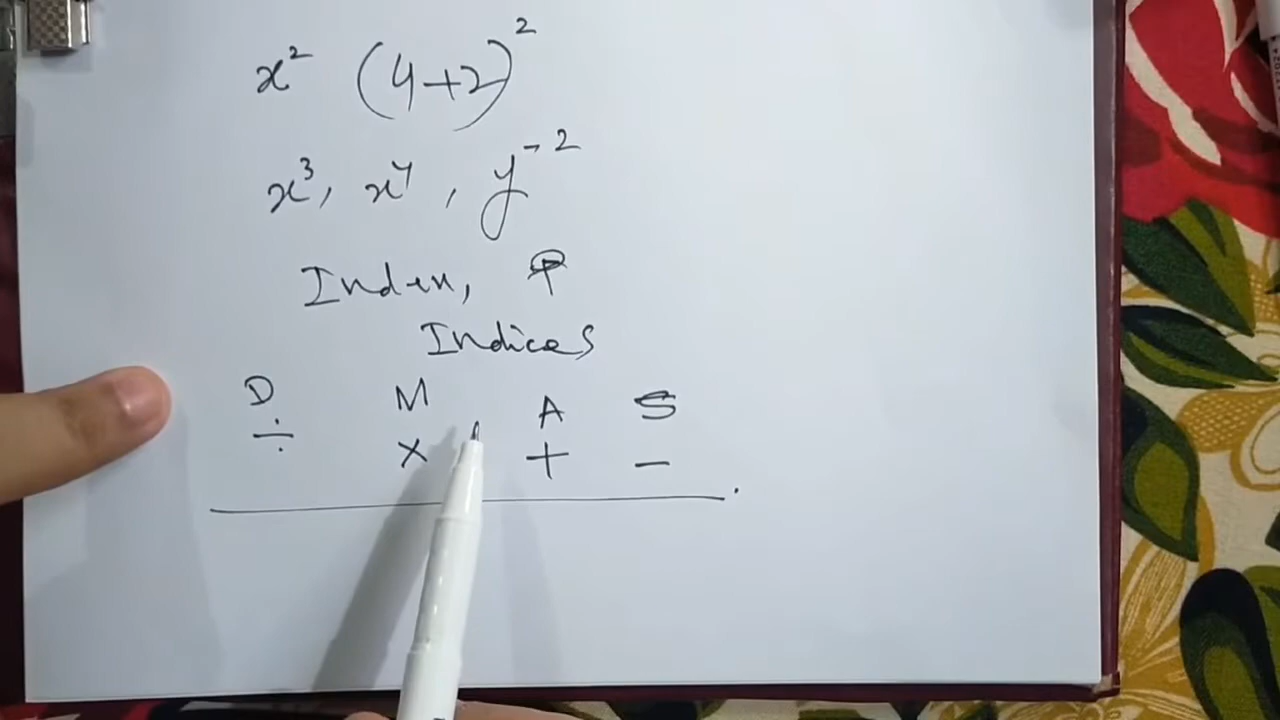 x² (4+2)²
x³, x⁴, y⁻²
Index,
Indices
D M A S
÷ × + −